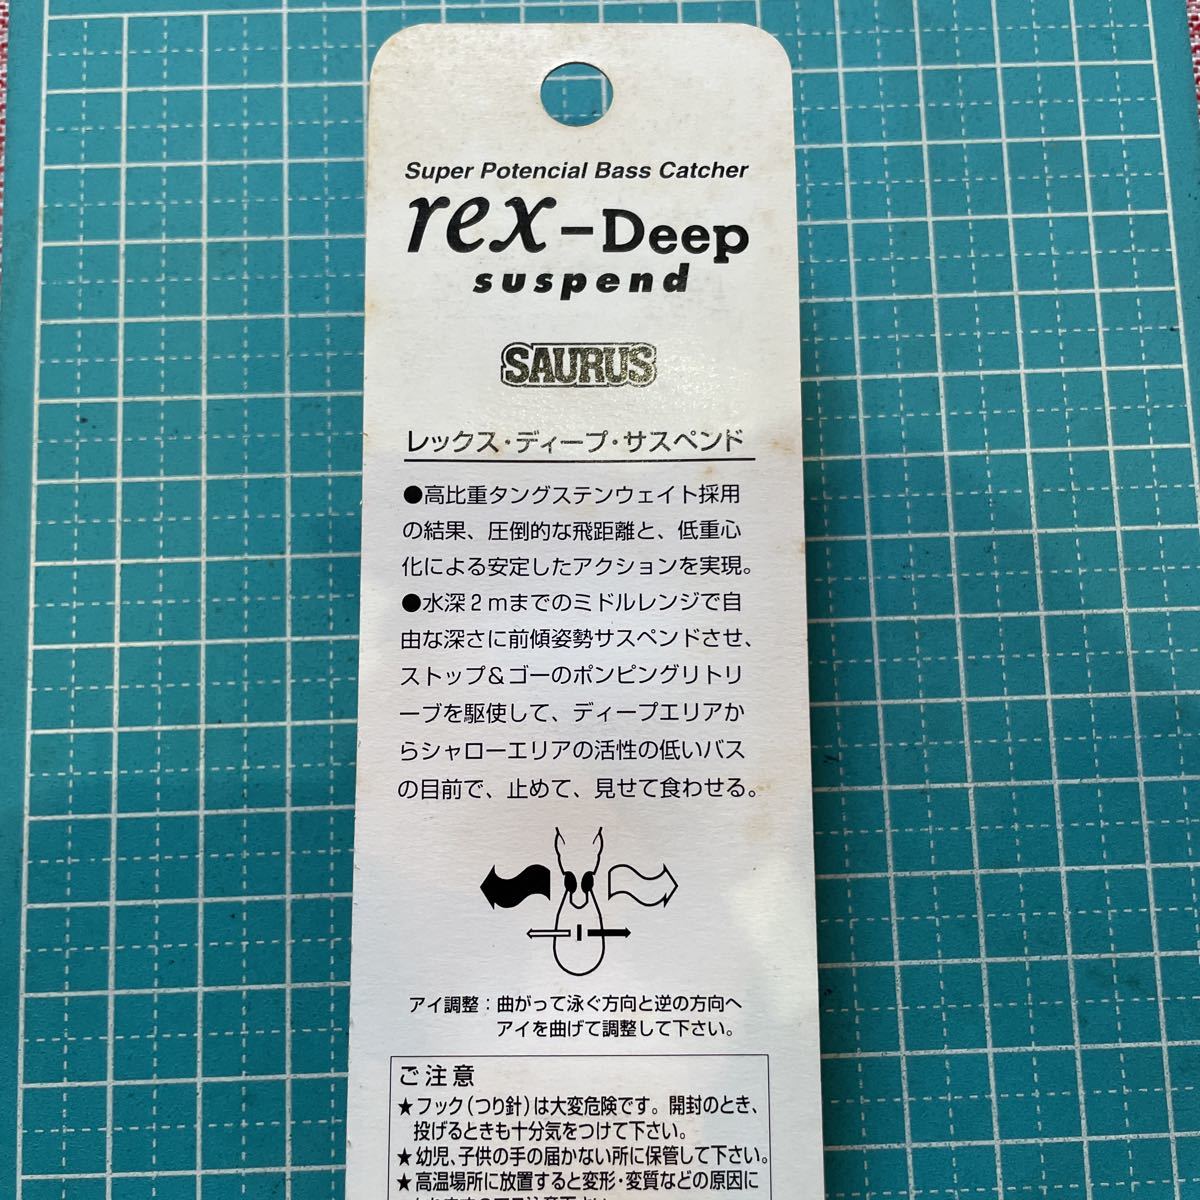 Super Potencial Bass Catcher
rex-Deep
suspend
SAURUS
レックス・ディープ・サスペンド
●高比重タングステンウェイト採用
の結果、圧倒的な飛距離と、低重心
化による安定したアクションを実現。
●水深2mまでのミドルレンジで自
由な深さに前傾姿勢サスペンドさせ、
ストップ&ゴーのポンピングリトリ
ーブを駆使して、ディープエリアか
らシャローエリアの活性の低いバス
の目前で、止めて、見せて食わせる。
アイ調整：曲がって泳ぐ方向と逆の方向へ
アイを曲げて調整して下さい。
ご注意
★フック(つり針)は大変危険です。開封のとき、
投げるときも十分気をつけて下さい。
★幼児、子供の手の届かない所に保管して下さい。
★高温場所に放置すると変形・変質などの原因に